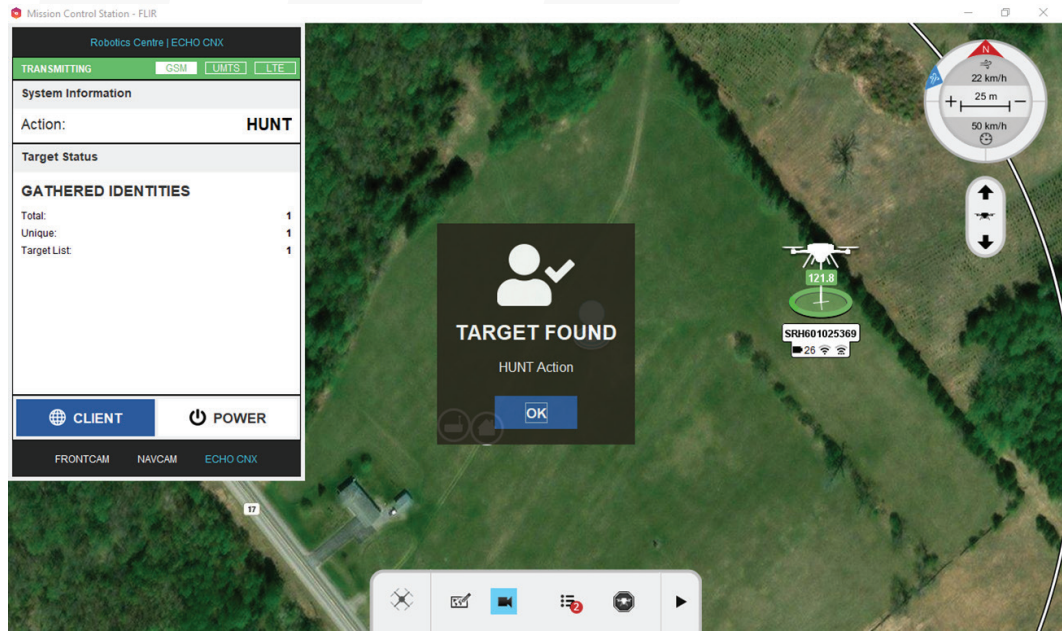 Mission Control Station - FLIR
Robotics Centre | ECHO CNX
TRANSMITTING GSM UMTS LTE
System Information
Action: HUNT
Target Status
GATHERED IDENTITIES
Total: 1
Unique: 1
Target List: 1
CLIENT POWER
FRONTCAM NAVCAM ECHO CNX
TARGET FOUND
HUNT Action
OK
N
22 km/h
25 m
50 km/h
121.8
SRH601025369
26
17
2